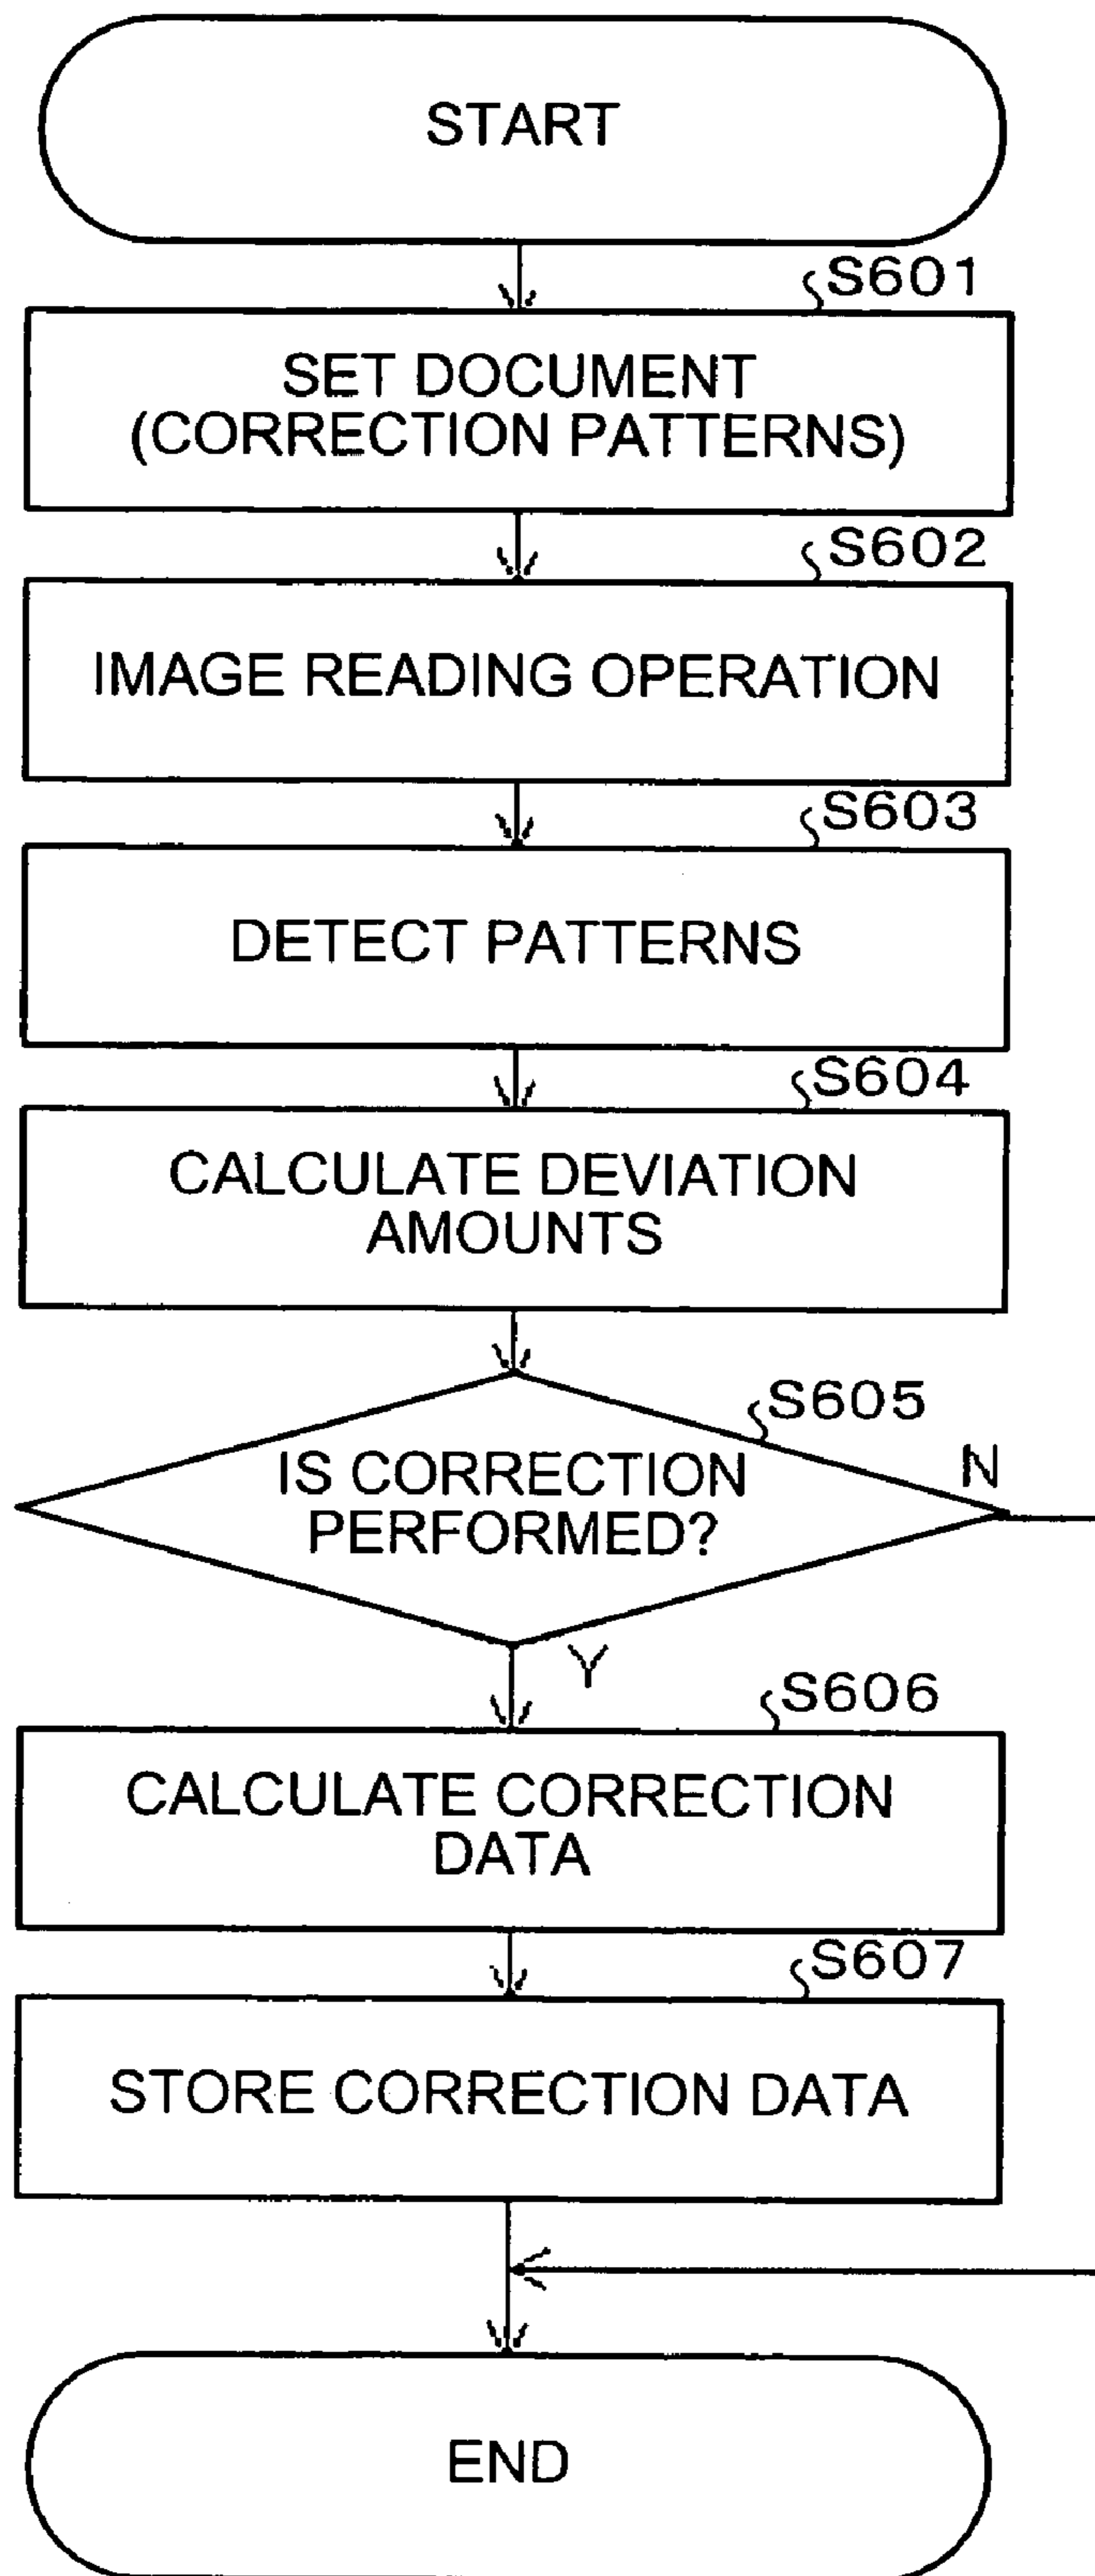 START
S601
SET DOCUMENT
(CORRECTION PATTERNS)
S602
IMAGE READING OPERATION
S603
DETECT PATTERNS
S604
CALCULATE DEVIATION
AMOUNTS
S605
IS CORRECTION
PERFORMED?
N
Y
S606
CALCULATE CORRECTION
DATA
S607
STORE CORRECTION DATA
END